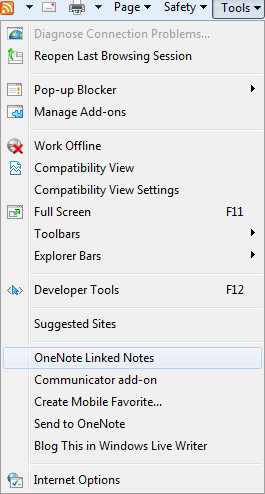 Page Safety Tools
Diagnose Connection Problems...
Reopen Last Browsing Session
Pop-up Blocker
Manage Add-ons
Work Offline
Compatibility View
Compatibility View Settings
Full Screen F11
Toolbars
Explorer Bars
Developer Tools F12
Suggested Sites
OneNote Linked Notes
Communicator add-on
Create Mobile Favorite...
Send to OneNote
Blog This in Windows Live Writer
Internet Options